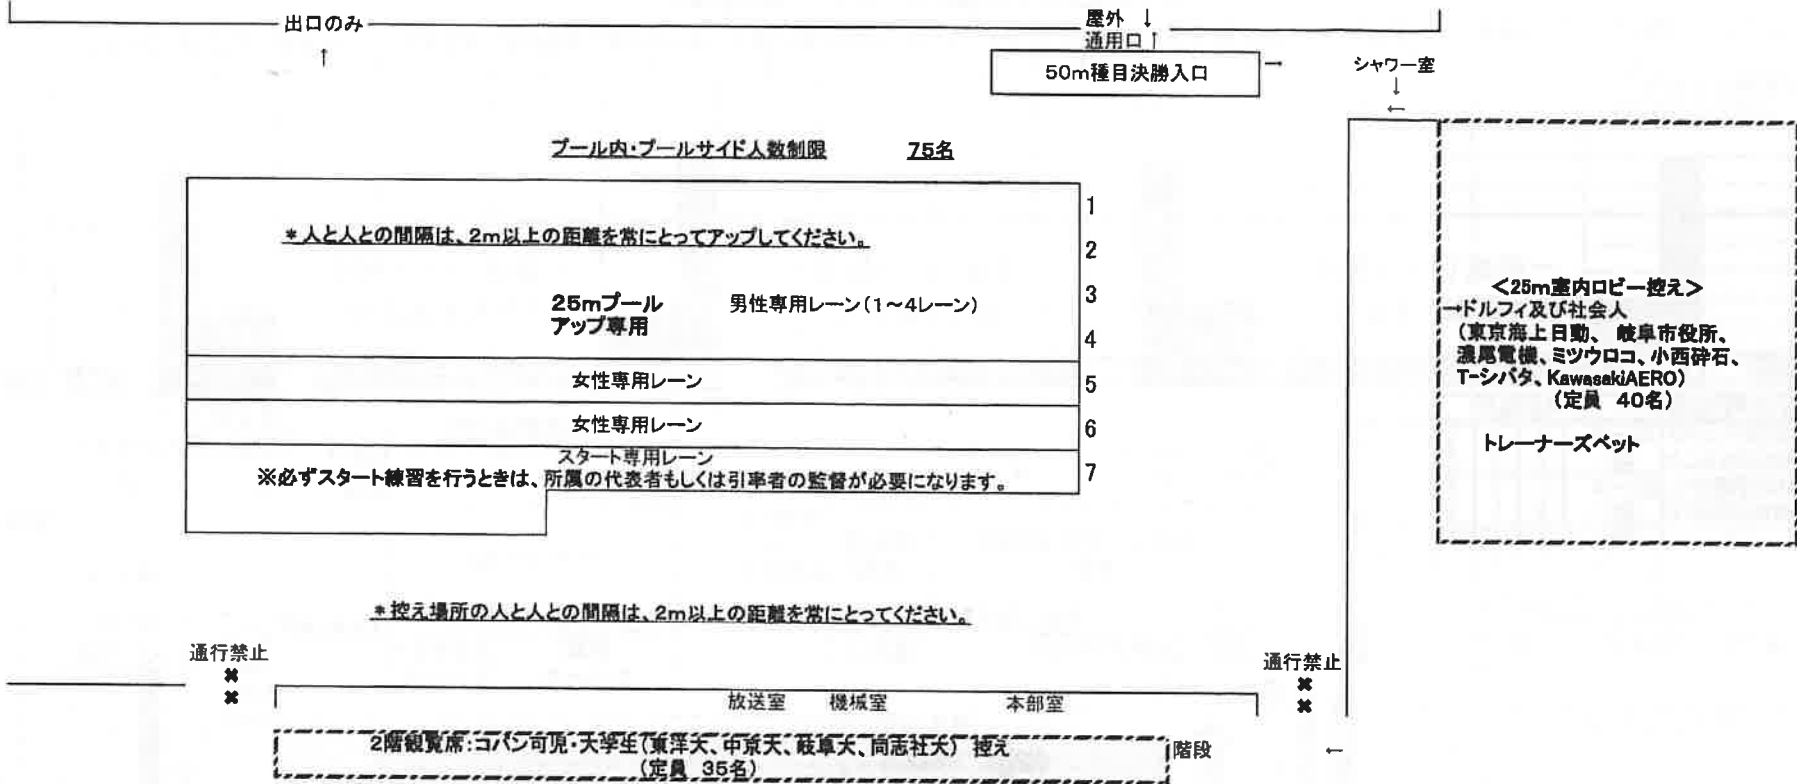 出口のみ
↑
屋外 ↓
通用口↑
50m種目決勝入口
→
シャワー室
↓
←
プール内・プールサイド人数制限 75名
1
＊人と人との間隔は、2m以上の距離を常にとってアップしてください。
2
25mプール 男性専用レーン(1～4レーン)
3
アップ専用
4
女性専用レーン
5
女性専用レーン
6
スタート専用レーン
7
※必ずスタート練習を行うときは、所属の代表者もしくは引率者の監督が必要になります。
＜25m室内ロビー控え＞
→ドルフィ及び社会人
(東京海上日動、 岐阜市役所、
濃尾電機、ミツウロコ、小西砕石、
T-シバタ、KawasakiAERO)
(定員 40名)
トレーナーズベット
＊控え場所の人と人との間隔は、2m以上の距離を常にとってください。
通行禁止
✖
✖
通行禁止
✖
✖
放送室 機械室 本部室
2階観覧席:コパン可児・大学生(東洋大、中京大、岐阜大、同志社大) 控え
(定員 35名)
階段
←